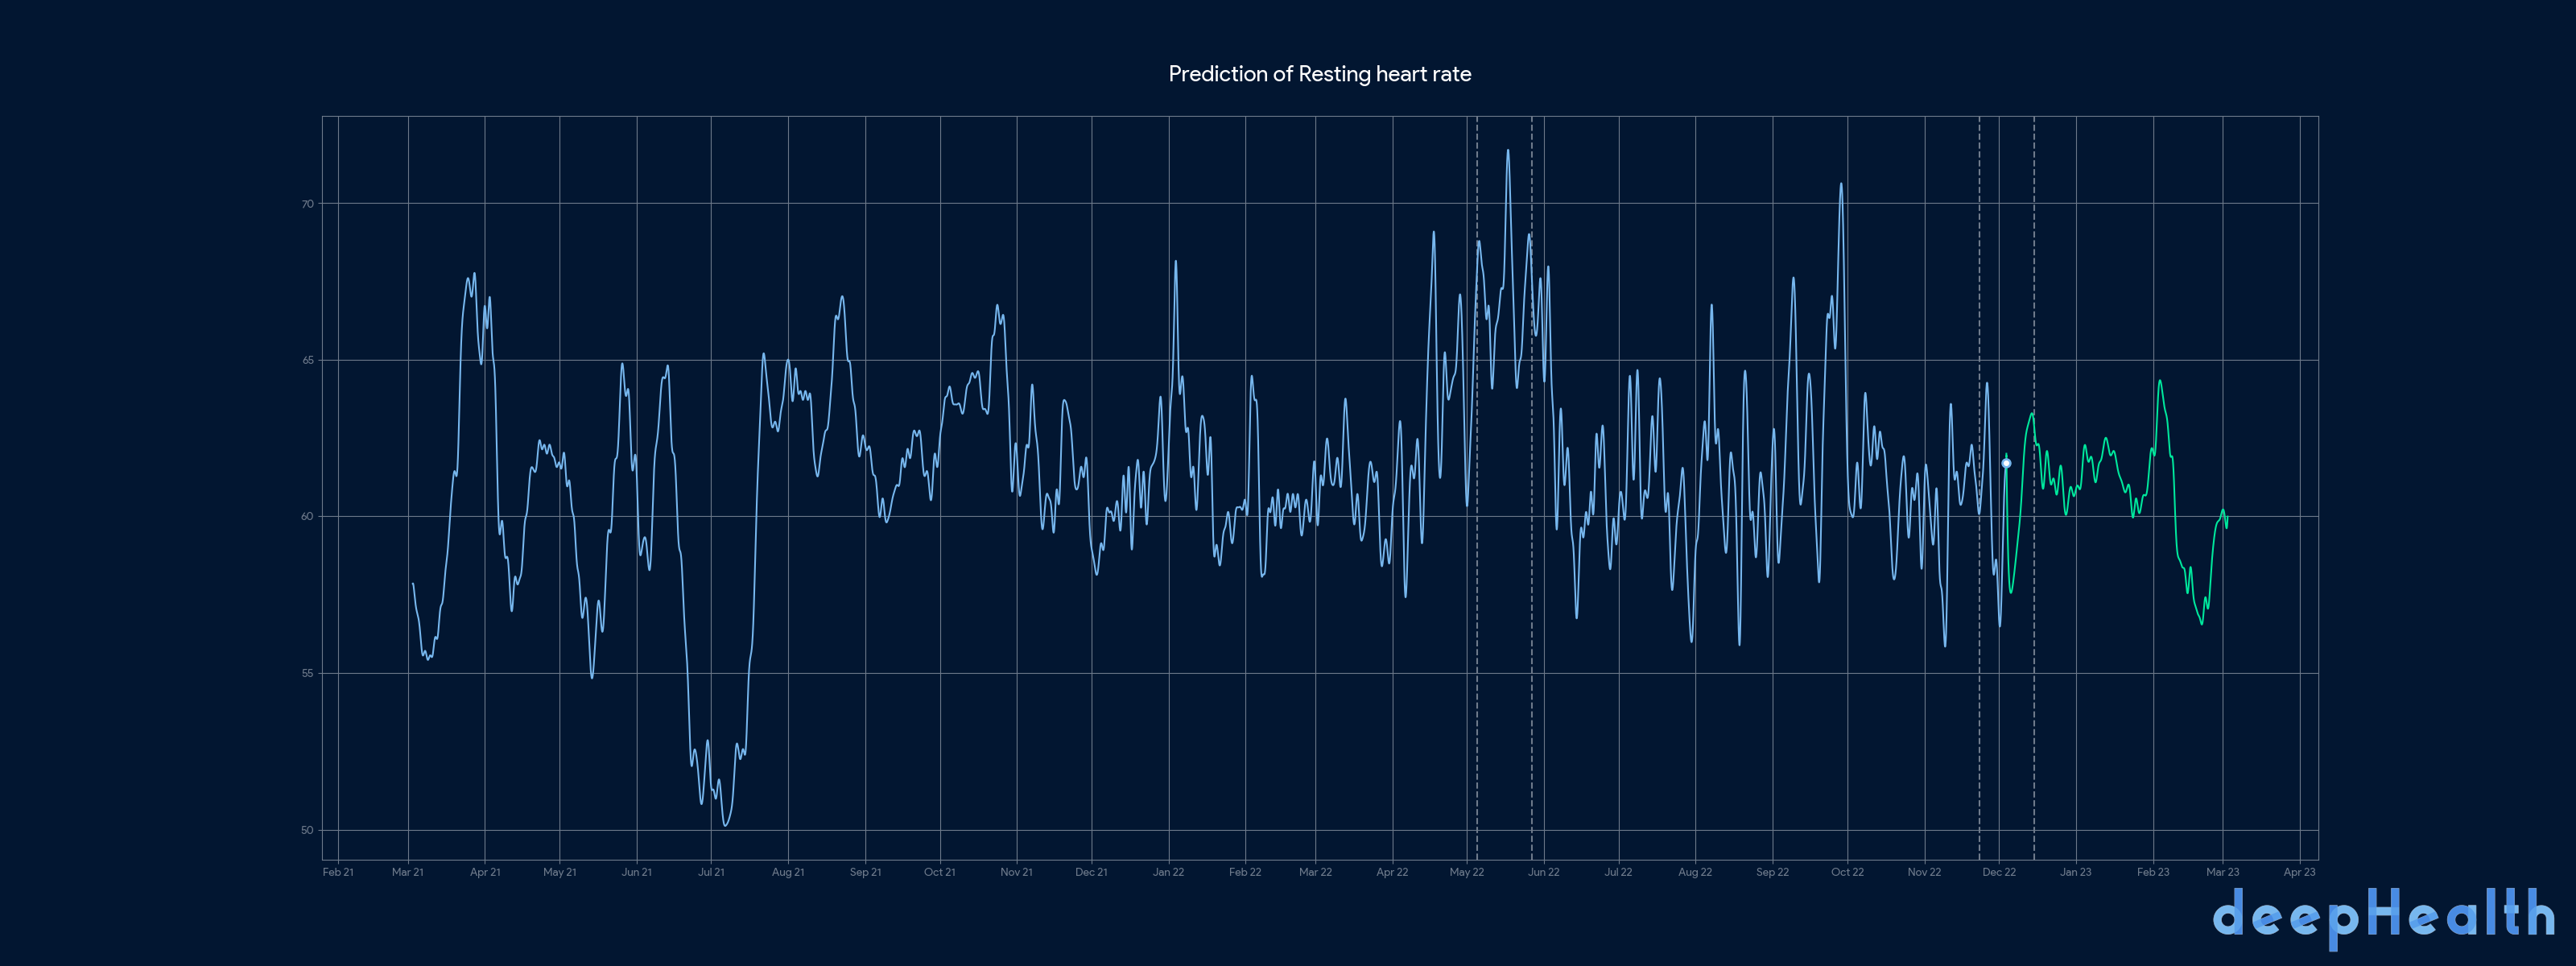 Prediction of Resting heart rate
70
65
60
55
50
Feb 21 Mar 21 Apr 21 May 21 Jun 21 Jul 21 Aug 21 Sep 21 Oct 21 Nov 21 Dec 21 Jan 22 Feb 22 Mar 22 Apr 22 May 22 Jun 22 Jul 22 Aug 22 Sep 22 Oct 22 Nov 22 Dec 22 Jan 23 Feb 23 Mar 23 Apr 23
deepHealth